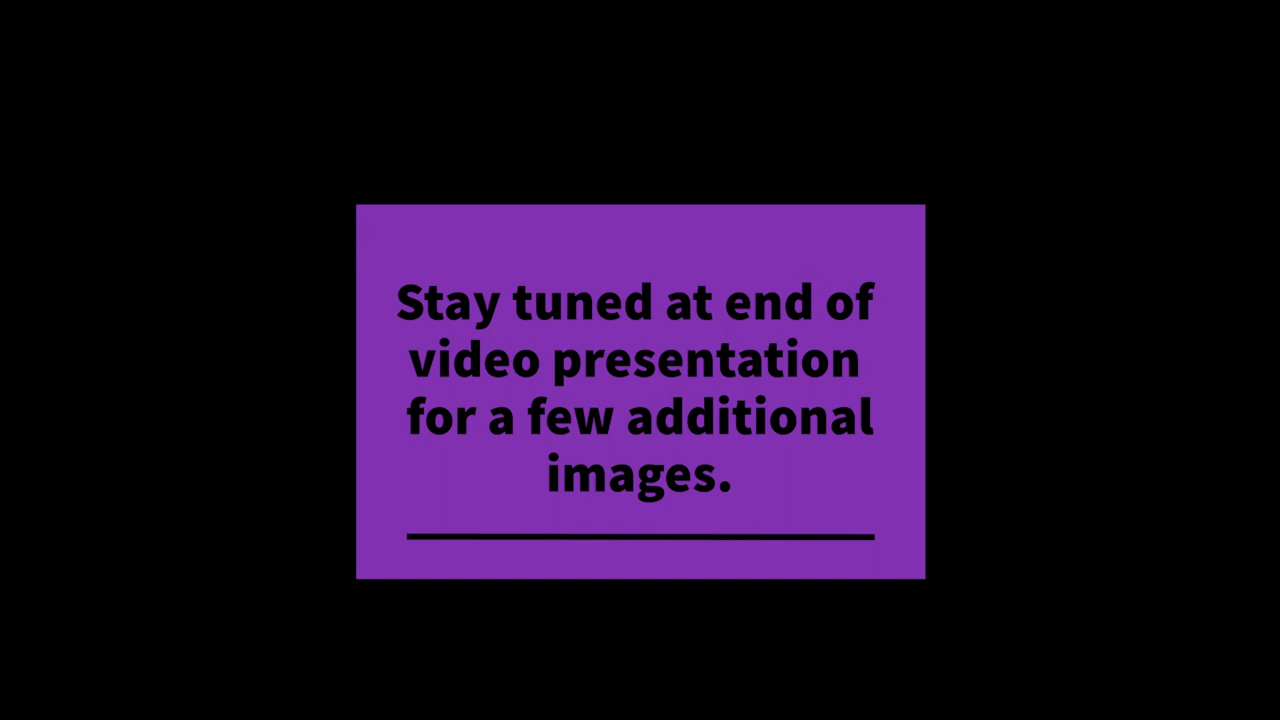 Stay tuned at end of
video presentation
for a few additional
images.